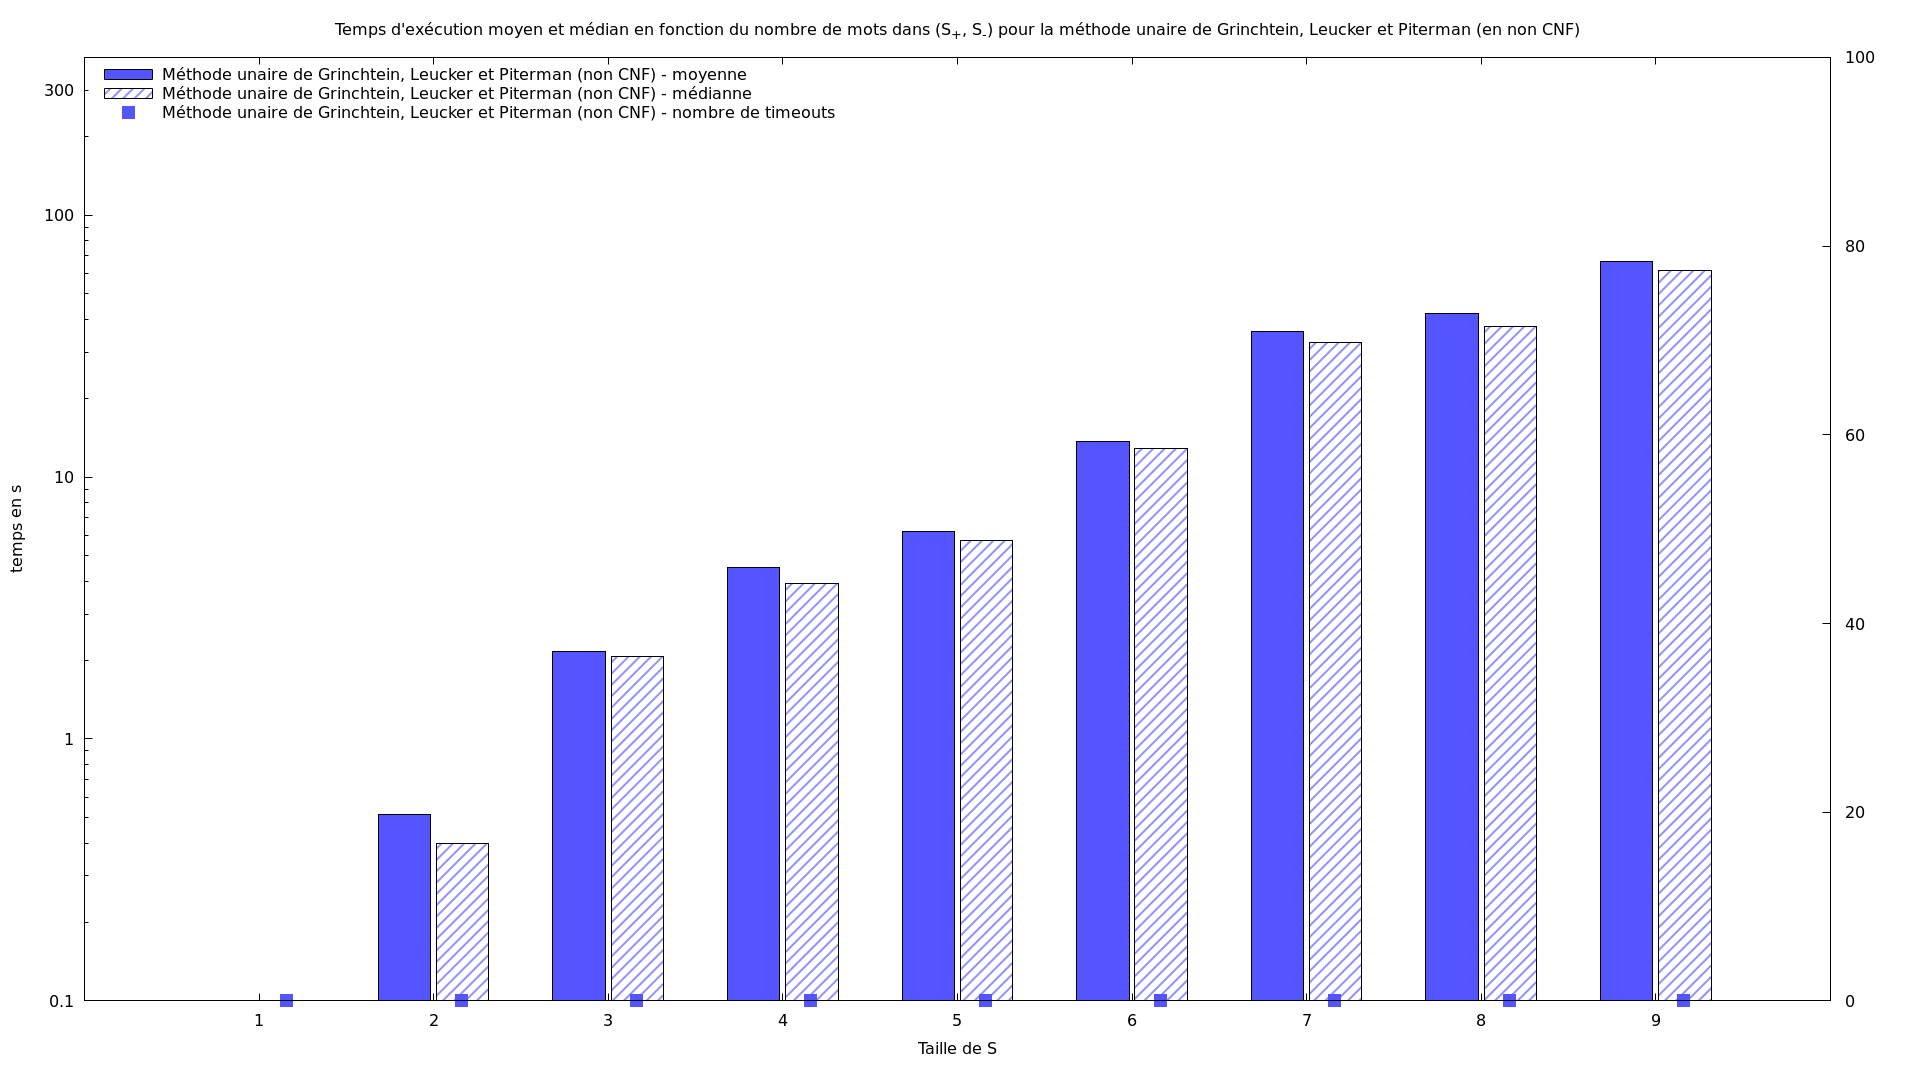 Temps d'exécution moyen et médian en fonction du nombre de mots dans (S+, S-) pour la méthode unaire de Grinchtein, Leucker et Piterman (en non CNF)
Méthode unaire de Grinchtein, Leucker et Piterman (non CNF) - moyenne
Méthode unaire de Grinchtein, Leucker et Piterman (non CNF) - médianne
Méthode unaire de Grinchtein, Leucker et Piterman (non CNF) - nombre de timeouts
300
100
10
1
0.1
temps en s
100
80
60
40
20
0
1 2 3 4 5 6 7 8 9
Taille de S